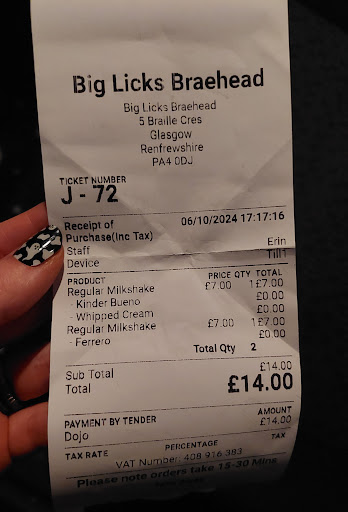 Big Licks Braehead
Big Licks Braehead
5 Braille Cres
Glasgow
Renfrewshire
PA4 0DJ
TICKET NUMBER
J - 72
Receipt of
Purchase(Inc Tax) 06/10/2024 17:17:16
Staff Erin
Device Till1
PRODUCT PRICE QTY TOTAL
Regular Milkshake £7.00 1 £7.00
- Kinder Bueno £0.00
- Whipped Cream £0.00
Regular Milkshake £7.00 1 £7.00
- Ferrero £0.00
Total Qty 2
Sub Total £14.00
Total £14.00
PAYMENT BY TENDER AMOUNT
Dojo £14.00
TAX RATE PERCENTAGE TAX
VAT Number: 408 916 383
Please note orders take 15-30 Mins